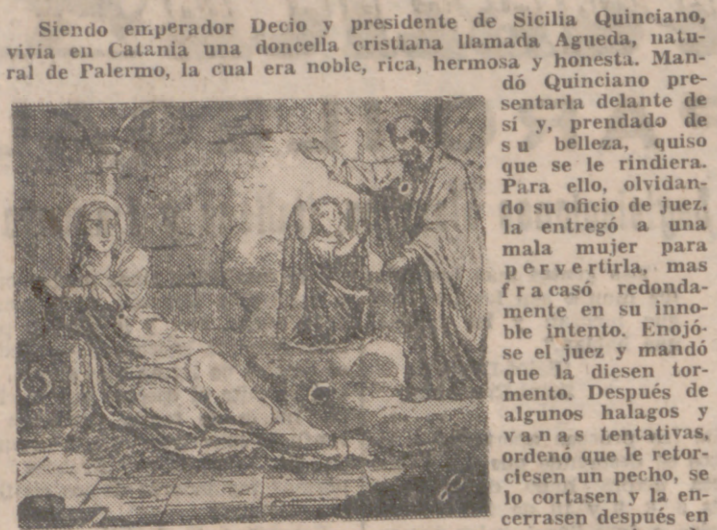 Siendo emperador Decio y presidente de Sicilia Quinciano,
vivía en Catania una doncella cristiana llamada Agueda, natu-
ral de Palermo, la cual era noble, rica, hermosa y honesta. Man-
dó Quinciano pre-
sentarla delante de
sí y, prendado de
su belleza, quiso
que se le rindiera.
Para ello, olvidan-
do su oficio de juez,
la entregó a una
mala mujer para
pervertirla, mas
fracasó redonda-
mente en su inno-
ble intento. Enojó-
se el juez y mandó
que la diesen tor-
mento. Después de
algunos halagos y
vanas tentativas,
ordenó que le retor-
ciesen un pecho, se
lo cortasen y la en-
cerrasen después en